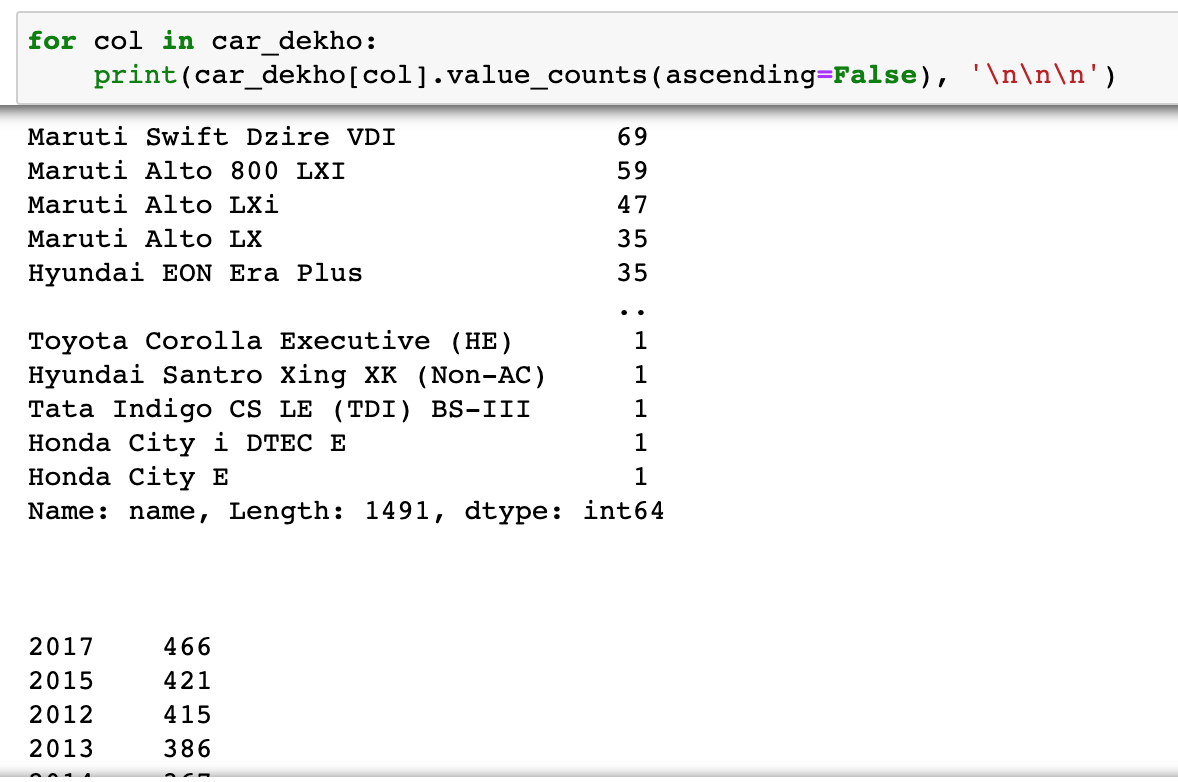 for col in car_dekho:
    print(car_dekho[col].value_counts(ascending=False), '\n\n\n')
Maruti Swift Dzire VDI             69
Maruti Alto 800 LXI                59
Maruti Alto LXi                    47
Maruti Alto LX                     35
Hyundai EON Era Plus               35
                                   ..
Toyota Corolla Executive (HE)       1
Hyundai Santro Xing XK (Non-AC)     1
Tata Indigo CS LE (TDI) BS-III      1
Honda City i DTEC E                 1
Honda City E                        1
Name: name, Length: 1491, dtype: int64
2017    466
2015    421
2012    415
2013    386